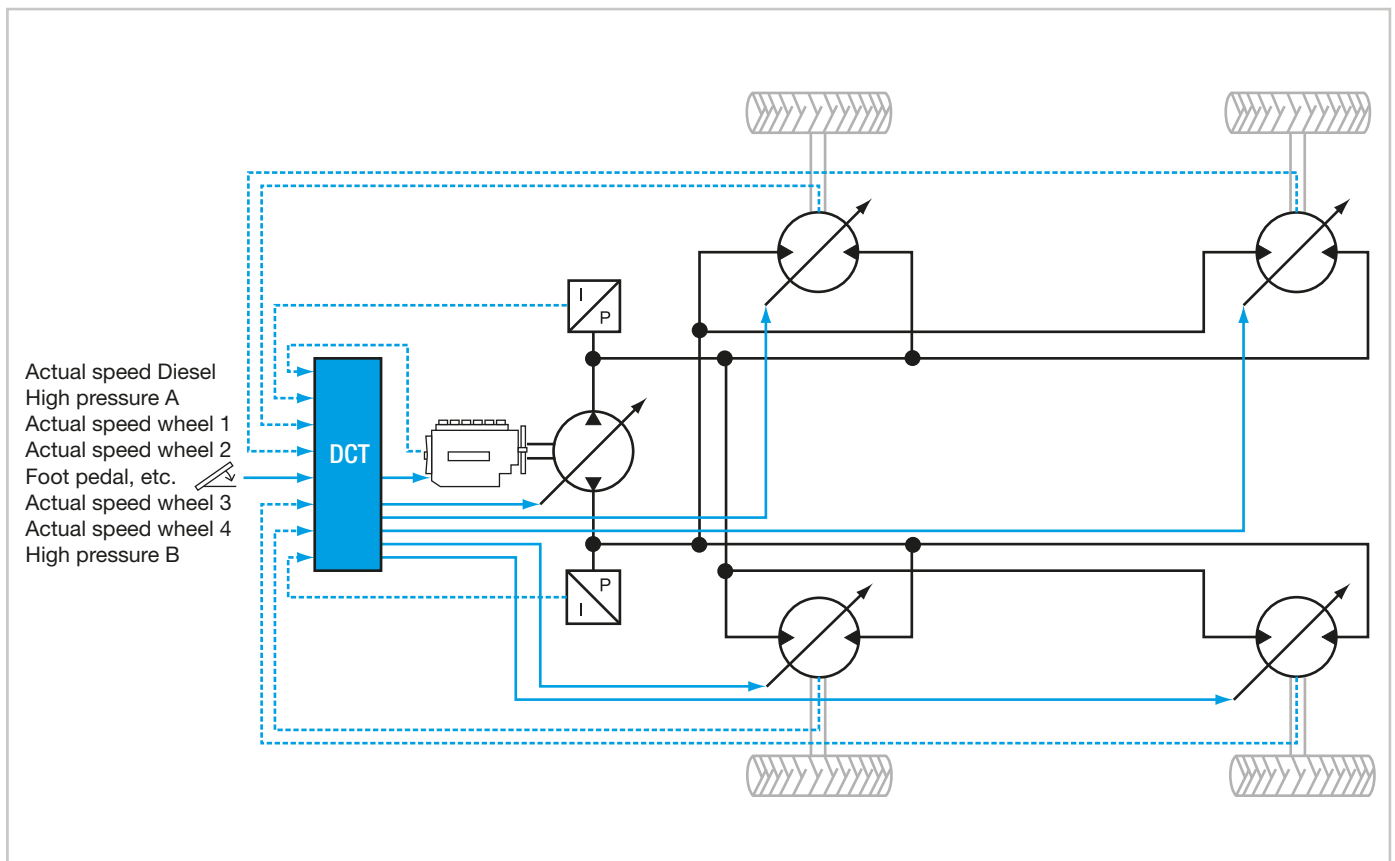 I
P
Actual speed Diesel
High pressure A
Actual speed wheel 1
Actual speed wheel 2
Foot pedal, etc.
Actual speed wheel 3
Actual speed wheel 4
High pressure B
DCT
P
I